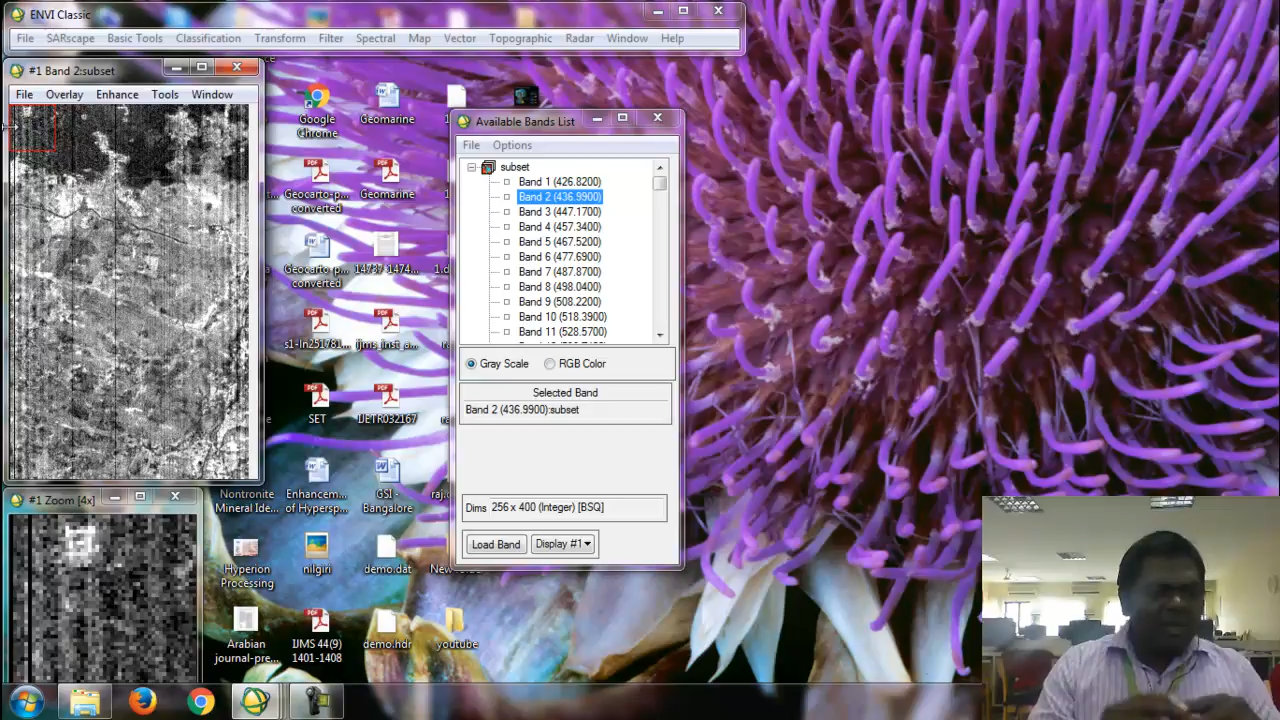 ENVI Classic
File SARscape Basic Tools Classification Transform Filter Spectral Map Vector Topographic Radar Window Help
#1 Band 2:subset
File Overlay Enhance Tools Window
Available Bands List
File Options
subset
Band 1 (426.8200)
Band 2 (436.9900)
Band 3 (447.1700)
Band 4 (457.3400)
Band 5 (467.5200)
Band 6 (477.6900)
Band 7 (487.8700)
Band 8 (498.0400)
Band 9 (508.2200)
Band 10 (518.3900)
Band 11 (528.5700)
Gray Scale RGB Color
Selected Band
Band 2 (436.9900):subset
Dims 256 x 400 (Integer) [BSQ]
Load Band Display #1
#1 Zoom [4x]
Google Chrome
Geomarine
Geocarto-p... converted
Geomarine
Geocarto-p... converted
14737-1474...
s1-ln251781...
ijms_inst_a...
SET
IJETR032167
Nontronite Mineral Ide...
Enhancem... of Hypersp...
GSI - Bangalore
Hyperion Processing
nilgiri
demo.dat
Arabian journal-pre...
IJMS 44(9) 1401-1408
demo.hdr
youtube